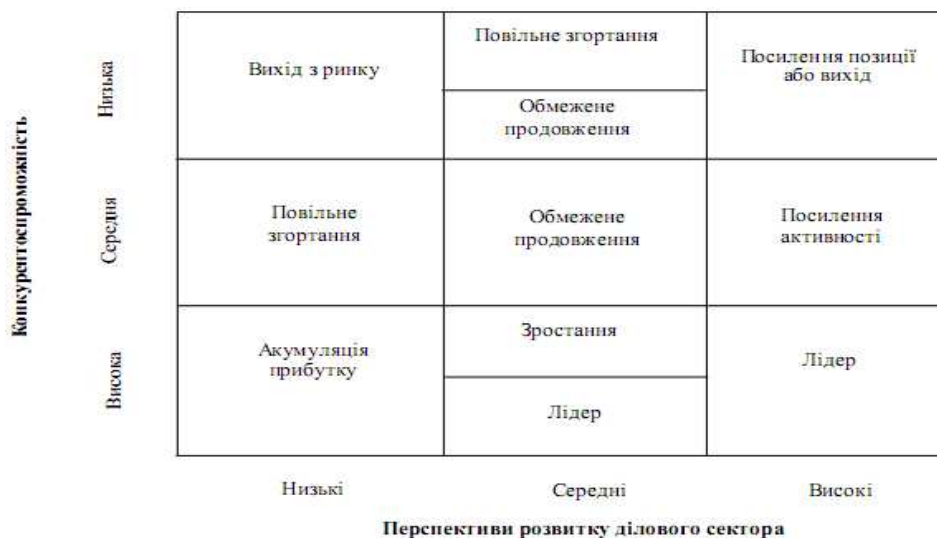 Конкурентоспроможність
Низька
Вихід з ринку
Повільне згортання
Обмежене
продовження
Посилення позиції
або вихід
Середня
Повільне
згортання
Обмежене
продовження
Посилення
активності
Висока
Акумуляція
прибутку
Зростання
Лідер
Лідер
Низькі
Середні
Високі
Перспективи розвитку ділового сектора